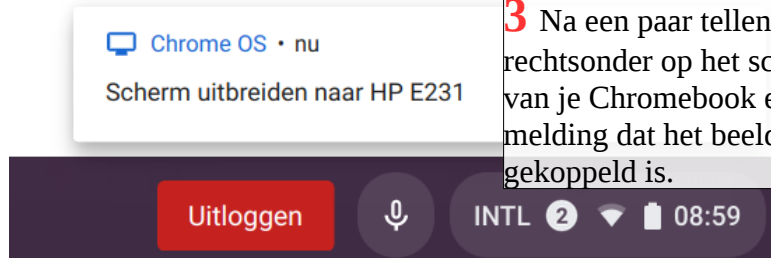 Chrome OS • nu
Scherm uitbreiden naar HP E231
3 Na een paar tellen
rechtsonder op het sc
van je Chromebook e
melding dat het beeld
gekoppeld is.
Uitloggen
INTL 2 08:59